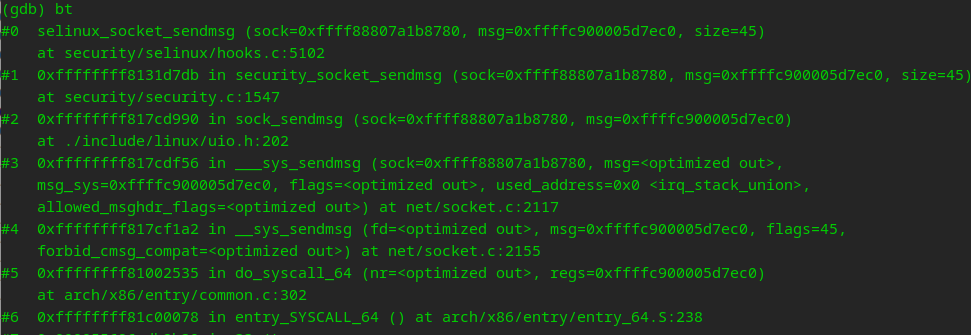 (gdb) bt
#0  selinux_socket_sendmsg (sock=0xffff88807a1b8780, msg=0xffffc900005d7ec0, size=45)
    at security/selinux/hooks.c:5102
#1  0xffffffff8131d7db in security_socket_sendmsg (sock=0xffff88807a1b8780, msg=0xffffc900005d7ec0, size=45)
    at security/security.c:1547
#2  0xffffffff817cd990 in sock_sendmsg (sock=0xffff88807a1b8780, msg=0xffffc900005d7ec0)
    at ./include/linux/uio.h:202
#3  0xffffffff817cdf56 in ___sys_sendmsg (sock=0xffff88807a1b8780, msg=<optimized out>,
    msg_sys=0xffffc900005d7ec0, flags=<optimized out>, used_address=0x0 <irq_stack_union>,
    allowed_msghdr_flags=<optimized out>) at net/socket.c:2117
#4  0xffffffff817cf1a2 in __sys_sendmsg (fd=<optimized out>, msg=0xffffc900005d7ec0, flags=45,
    forbid_cmsg_compat=<optimized out>) at net/socket.c:2155
#5  0xffffffff81002535 in do_syscall_64 (nr=<optimized out>, regs=0xffffc900005d7ec0)
    at arch/x86/entry/common.c:302
#6  0xffffffff81c00078 in entry_SYSCALL_64 () at arch/x86/entry/entry_64.S:238